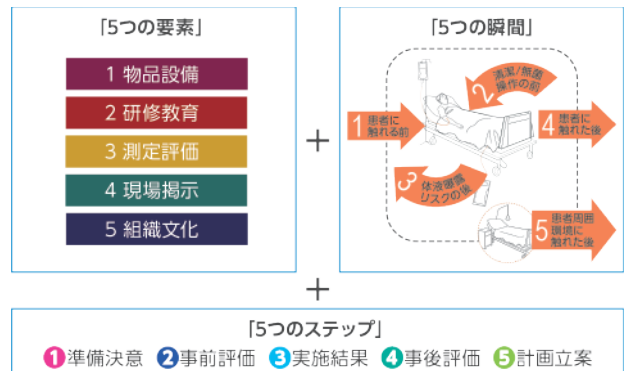 「5つの要素」
1 物品設備
2 研修教育
3 測定評価
4 現場掲示
5 組織文化
+
「5つの瞬間」
1 患者に
触れる前
2 清潔/無菌
操作の前
3 体液曝露
リスクの後
4 患者に
触れた後
5 患者周囲
環境に
触れた後
+
「5つのステップ」
1準備決意 2事前評価 3実施結果 4事後評価 5計画立案